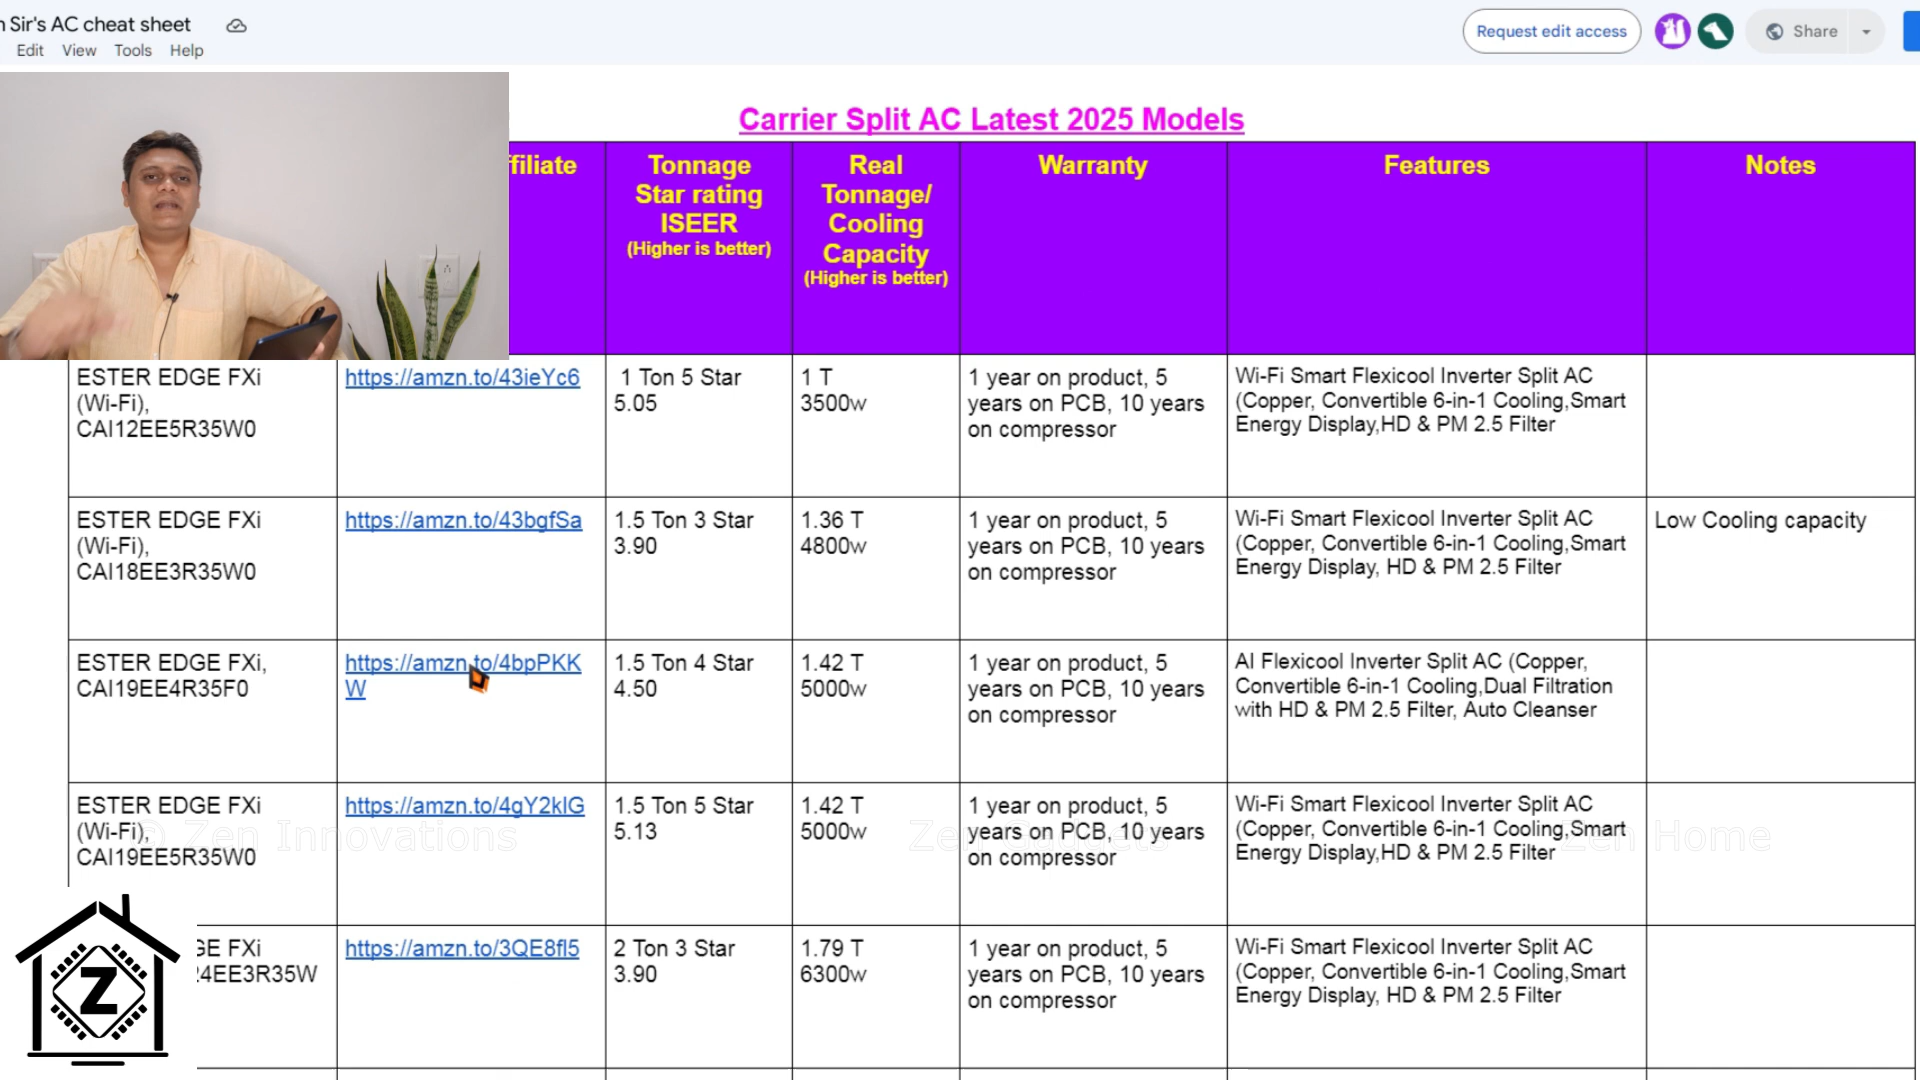 Sir's AC cheat sheet
Edit View Tools Help
Request edit access
Share
Carrier Split AC Latest 2025 Models
ffiliate
Tonnage
Star rating
ISEER
(Higher is better)
Real
Tonnage/
Cooling
Capacity
(Higher is better)
Warranty
Features
Notes
ESTER EDGE FXi
(Wi-Fi),
CAI12EE5R35W0
https://amzn.to/43ieYc6
1 Ton 5 Star
5.05
1 T
3500w
1 year on product, 5
years on PCB, 10 years
on compressor
Wi-Fi Smart Flexicool Inverter Split AC
(Copper, Convertible 6-in-1 Cooling,Smart
Energy Display,HD & PM 2.5 Filter
ESTER EDGE FXi
(Wi-Fi),
CAI18EE3R35W0
https://amzn.to/43bgfSa
1.5 Ton 3 Star
3.90
1.36 T
4800w
1 year on product, 5
years on PCB, 10 years
on compressor
Wi-Fi Smart Flexicool Inverter Split AC
(Copper, Convertible 6-in-1 Cooling,Smart
Energy Display, HD & PM 2.5 Filter
Low Cooling capacity
ESTER EDGE FXi,
CAI19EE4R35F0
https://amzn.to/4bpPKK
W
1.5 Ton 4 Star
4.50
1.42 T
5000w
1 year on product, 5
years on PCB, 10 years
on compressor
AI Flexicool Inverter Split AC (Copper,
Convertible 6-in-1 Cooling,Dual Filtration
with HD & PM 2.5 Filter, Auto Cleanser
ESTER EDGE FXi
(Wi-Fi),
CAI19EE5R35W0
https://amzn.to/4gY2klG
1.5 Ton 5 Star
5.13
1.42 T
5000w
1 year on product, 5
years on PCB, 10 years
on compressor
Wi-Fi Smart Flexicool Inverter Split AC
(Copper, Convertible 6-in-1 Cooling,Smart
Energy Display,HD & PM 2.5 Filter
© Zen Innovations
Zen Gadgets
Zen Home
GE FXi
24EE3R35W
https://amzn.to/3QE8fl5
2 Ton 3 Star
3.90
1.79 T
6300w
1 year on product, 5
years on PCB, 10 years
on compressor
Wi-Fi Smart Flexicool Inverter Split AC
(Copper, Convertible 6-in-1 Cooling,Smart
Energy Display, HD & PM 2.5 Filter
Z